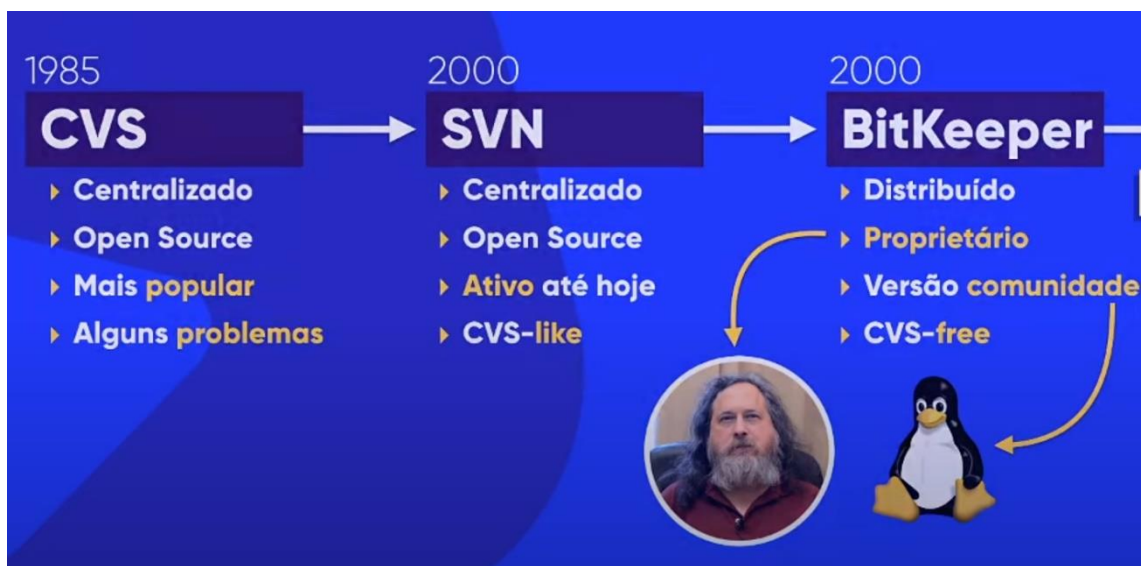 1985
CVS
Centralizado
Open Source
Mais popular
Alguns problemas
2000
SVN
Centralizado
Open Source
Ativo até hoje
CVS-like
2000
BitKeeper
Distribuído
Proprietário
Versão comunidade
CVS-free